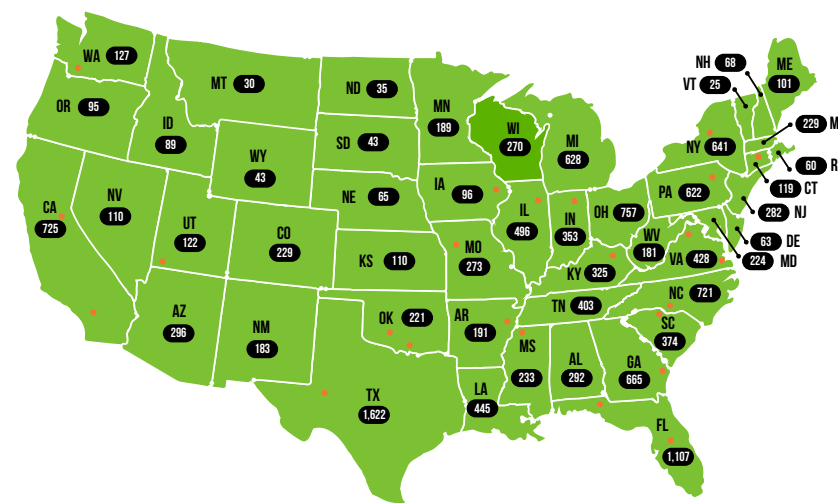 WA 127
MT 30
ND 35
MN
189
OR 95
ID
89
WY
43
SD 43
WI
270
MI
628
NH 68
VT 25
ME
101
229 M
NY 641
60 R
119 CT
PA 622
282 NJ
63 DE
224 MD
CA
725
NV
110
UT
122
CO
229
NE 65
IA 96
IL
496
IN
353
OH 757
WV
181
VA 428
KS 110
MO
273
KY 325
NC 721
TN 403
SC
374
AZ
296
NM
183
OK 221
AR
191
MS
233
AL
292
GA
665
TX
1,622
LA
445
FL
1,107